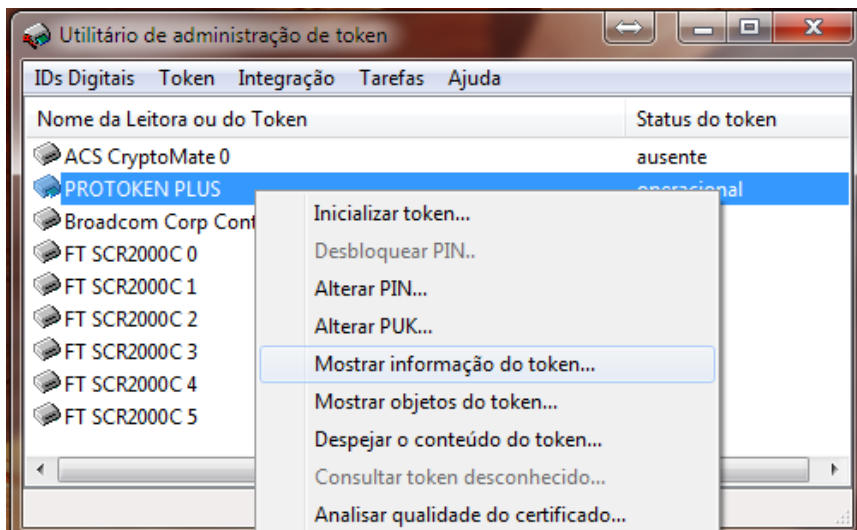 Utilitário de administração de token
IDs Digitais Token Integração Tarefas Ajuda
Nome da Leitora ou do Token Status do token
ACS CryptoMate 0 ausente
PROTOKEN PLUS operacional
Broadcom Corp Cont
FT SCR2000C 0
FT SCR2000C 1
FT SCR2000C 2
FT SCR2000C 3
FT SCR2000C 4
FT SCR2000C 5
Inicializar token...
Desbloquear PIN..
Alterar PIN...
Alterar PUK...
Mostrar informação do token...
Mostrar objetos do token...
Despejar o conteúdo do token...
Consultar token desconhecido...
Analisar qualidade do certificado...